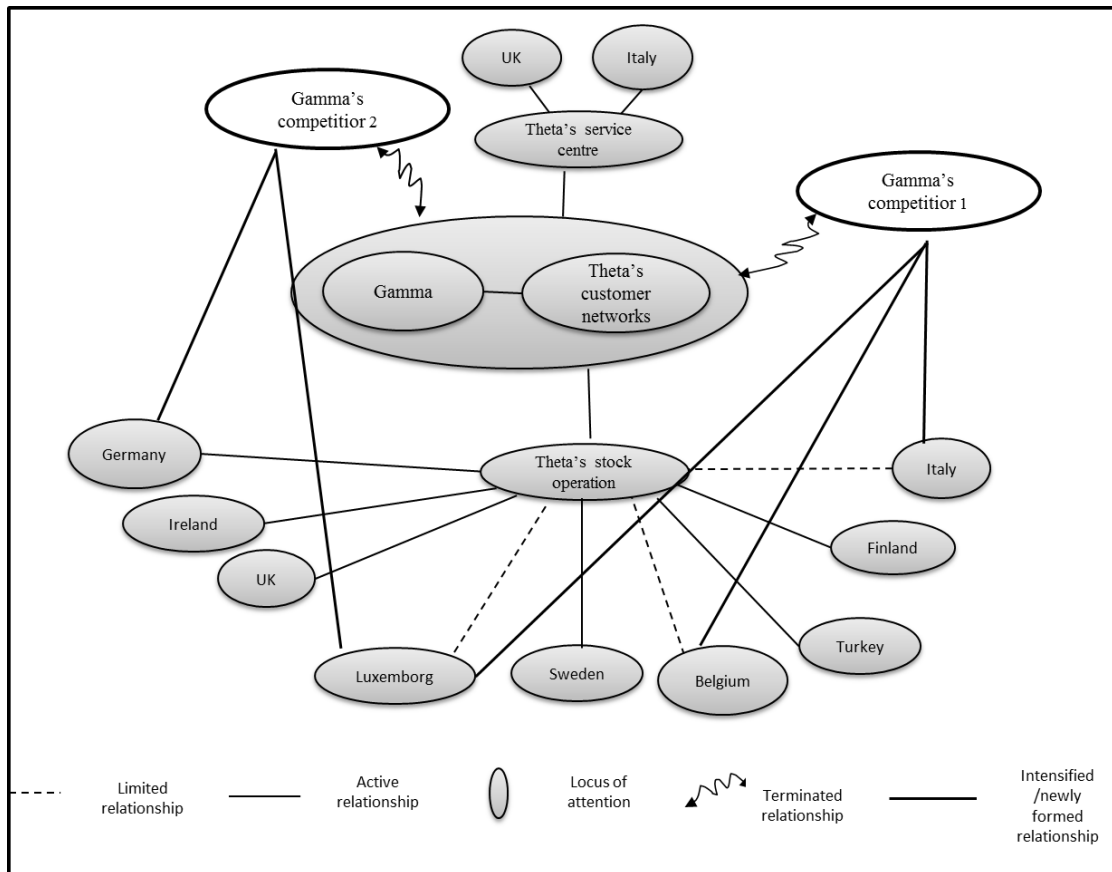 UK
Italy
Gamma's
competitior 2
Theta's service
centre
Gamma's
competitior 1
Gamma
Theta's
customer
networks
Germany
Theta's stock
operation
Italy
Ireland
Finland
UK
Turkey
Luxemborg
Sweden
Belgium
Limited
relationship
Active
relationship
Locus of
attention
Terminated
relationship
Intensified
/newly
formed
relationship